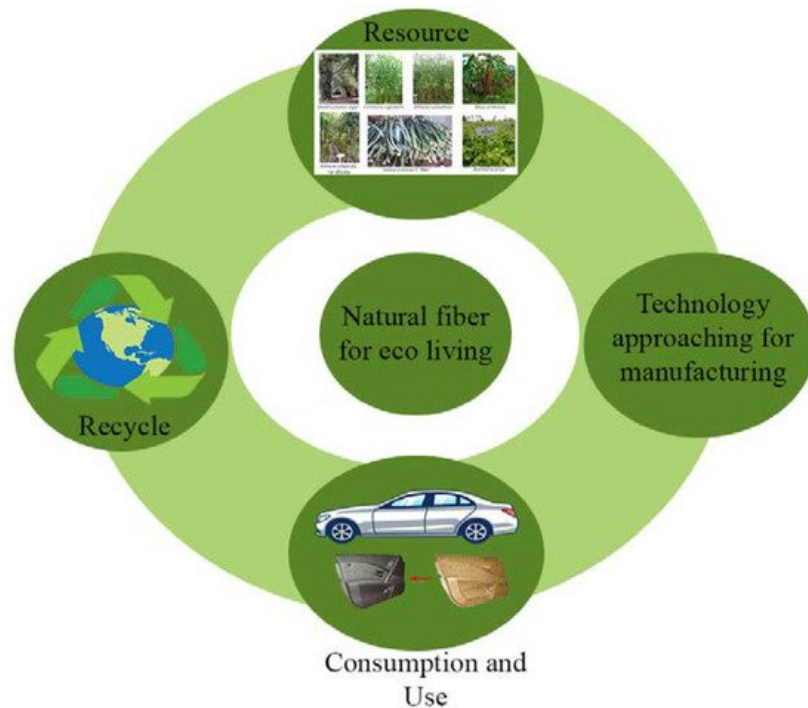 Resource
Natural fiber
for eco living
Technology
approaching for
manufacturing
Recycle
Consumption and
Use